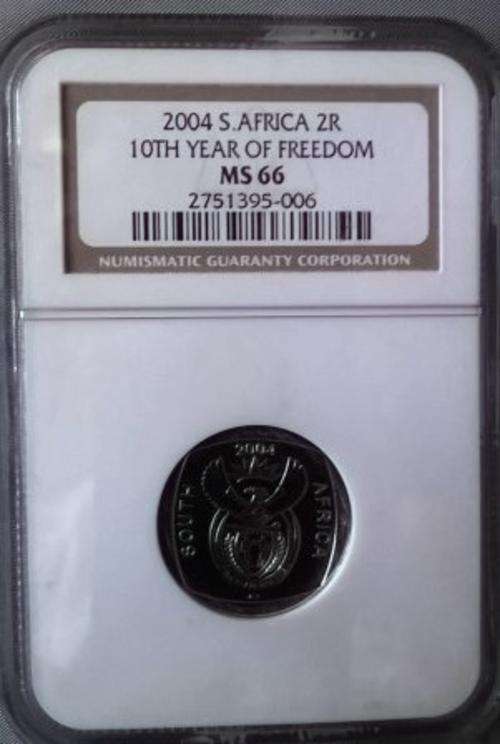 2004 S.AFRICA 2R
10TH YEAR OF FREEDOM
MS 66
2751395-006
NUMISMATIC GUARANTY CORPORATION
2004
SOUTH AFRICA